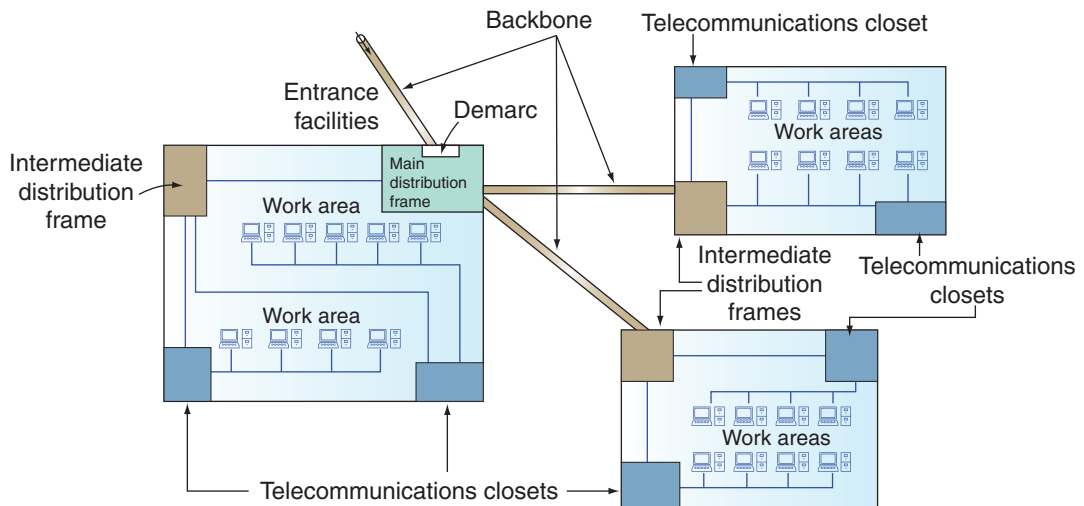 Backbone
Telecommunications closet
Entrance
facilities
Demarc
Work areas
Intermediate
distribution
frame
Main
distribution
frame
Work area
Work area
Intermediate
distribution
frames
Telecommunications
closets
Work areas
Telecommunications closets